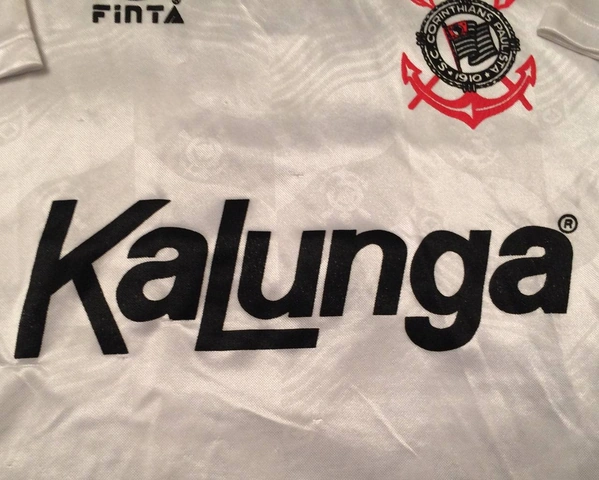 FINTA ®
S.C. CORINTHIANS PAULISTA
1910
KaLunga ®